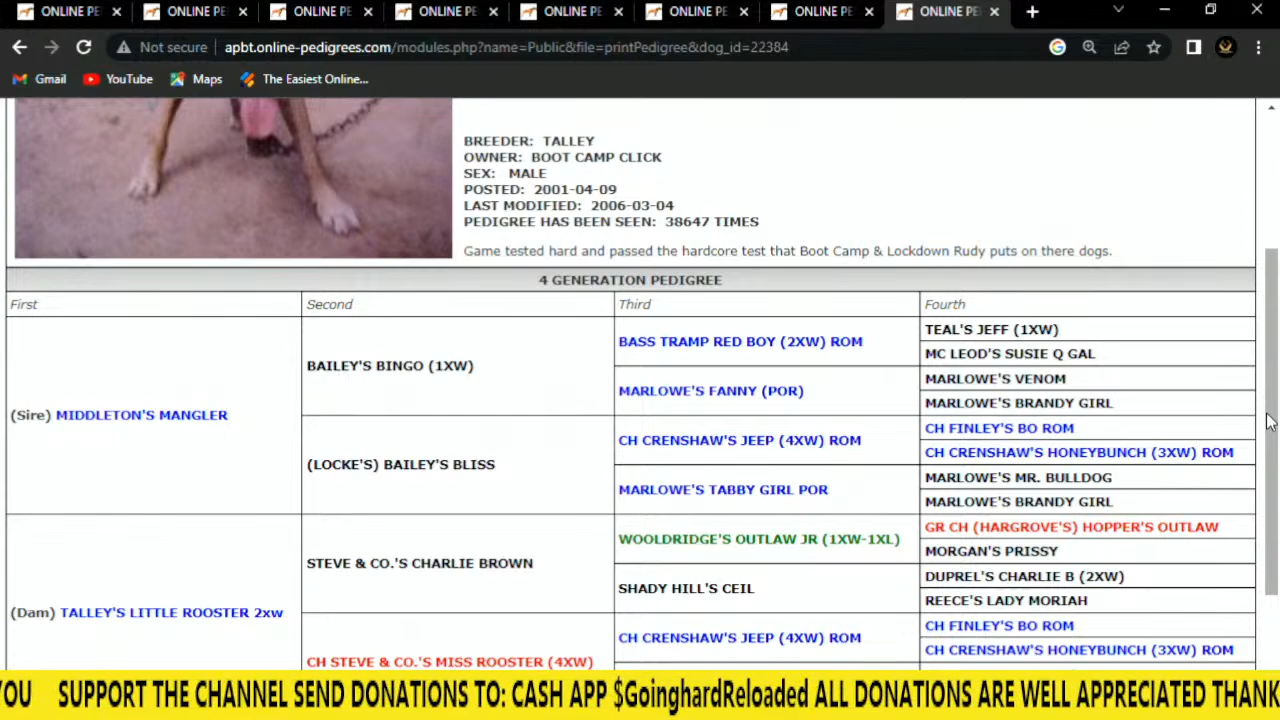 ONLINE PE ONLINE PE ONLINE PE ONLINE PE ONLINE PE ONLINE PE ONLINE PE ONLINE PE
Not secure apbt.online-pedigrees.com/modules.php?name=Public&file=printPedigree&dog_id=22384
Gmail YouTube Maps The Easiest Online...
BREEDER: TALLEY
OWNER: BOOT CAMP CLICK
SEX: MALE
POSTED: 2001-04-09
LAST MODIFIED: 2006-03-04
PEDIGREE HAS BEEN SEEN: 38647 TIMES
Game tested hard and passed the hardcore test that Boot Camp & Lockdown Rudy puts on there dogs.
4 GENERATION PEDIGREE
First Second Third Fourth
(Sire) MIDDLETON'S MANGLER
BAILEY'S BINGO (1XW)
BASS TRAMP RED BOY (2XW) ROM
TEAL'S JEFF (1XW)
MC LEOD'S SUSIE Q GAL
MARLOWE'S FANNY (POR)
MARLOWE'S VENOM
MARLOWE'S BRANDY GIRL
(LOCKE'S) BAILEY'S BLISS
CH CRENSHAW'S JEEP (4XW) ROM
CH FINLEY'S BO ROM
CH CRENSHAW'S HONEYBUNCH (3XW) ROM
MARLOWE'S TABBY GIRL POR
MARLOWE'S MR. BULLDOG
MARLOWE'S BRANDY GIRL
(Dam) TALLEY'S LITTLE ROOSTER 2xw
STEVE & CO.'S CHARLIE BROWN
WOOLDRIDGE'S OUTLAW JR (1XW-1XL)
GR CH (HARGROVE'S) HOPPER'S OUTLAW
MORGAN'S PRISSY
SHADY HILL'S CEIL
DUPREL'S CHARLIE B (2XW)
REECE'S LADY MORIAH
CH STEVE & CO.'S MISS ROOSTER (4XW)
CH CRENSHAW'S JEEP (4XW) ROM
CH FINLEY'S BO ROM
CH CRENSHAW'S HONEYBUNCH (3XW) ROM
YOU SUPPORT THE CHANNEL SEND DONATIONS TO: CASH APP $GoinghardReloaded ALL DONATIONS ARE WELL APPRECIATED THANK